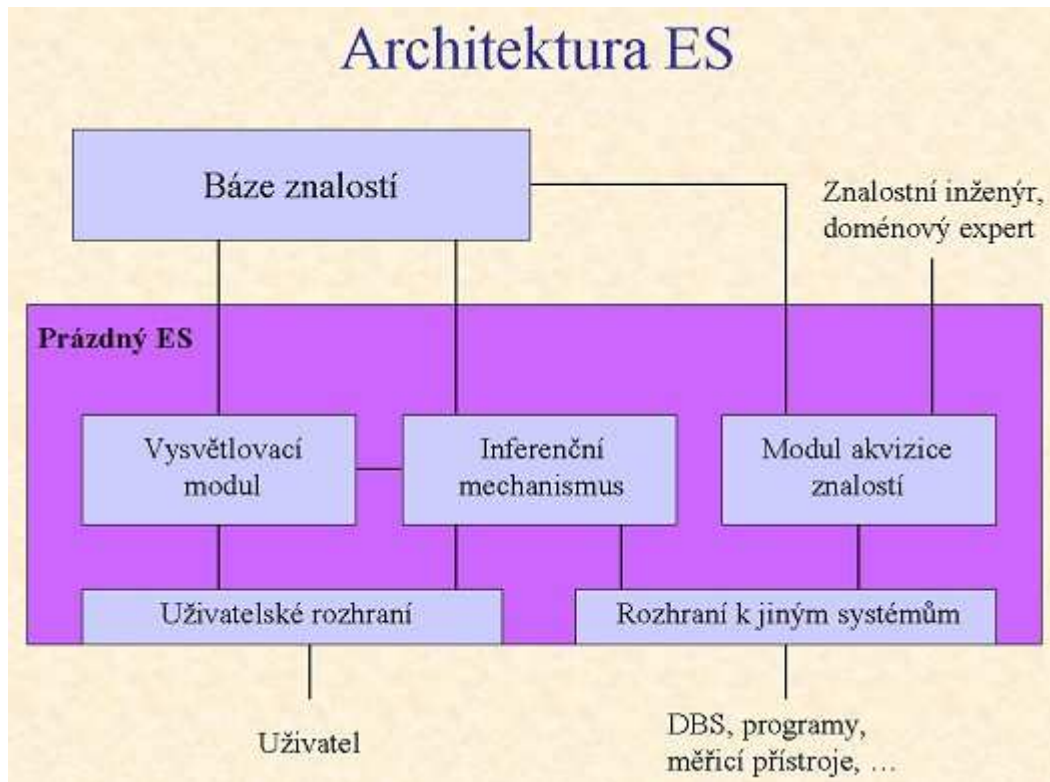 Architektura ES
Báze znalostí
Znalostní inženýr,
doménový expert
Prázdný ES
Vysvětlovací
modul
Inferenční
mechanismus
Modul akvizice
znalostí
Uživatelské rozhraní
Rozhraní k jiným systémům
Uživatel
DBS, programy,
měřicí přístroje, …